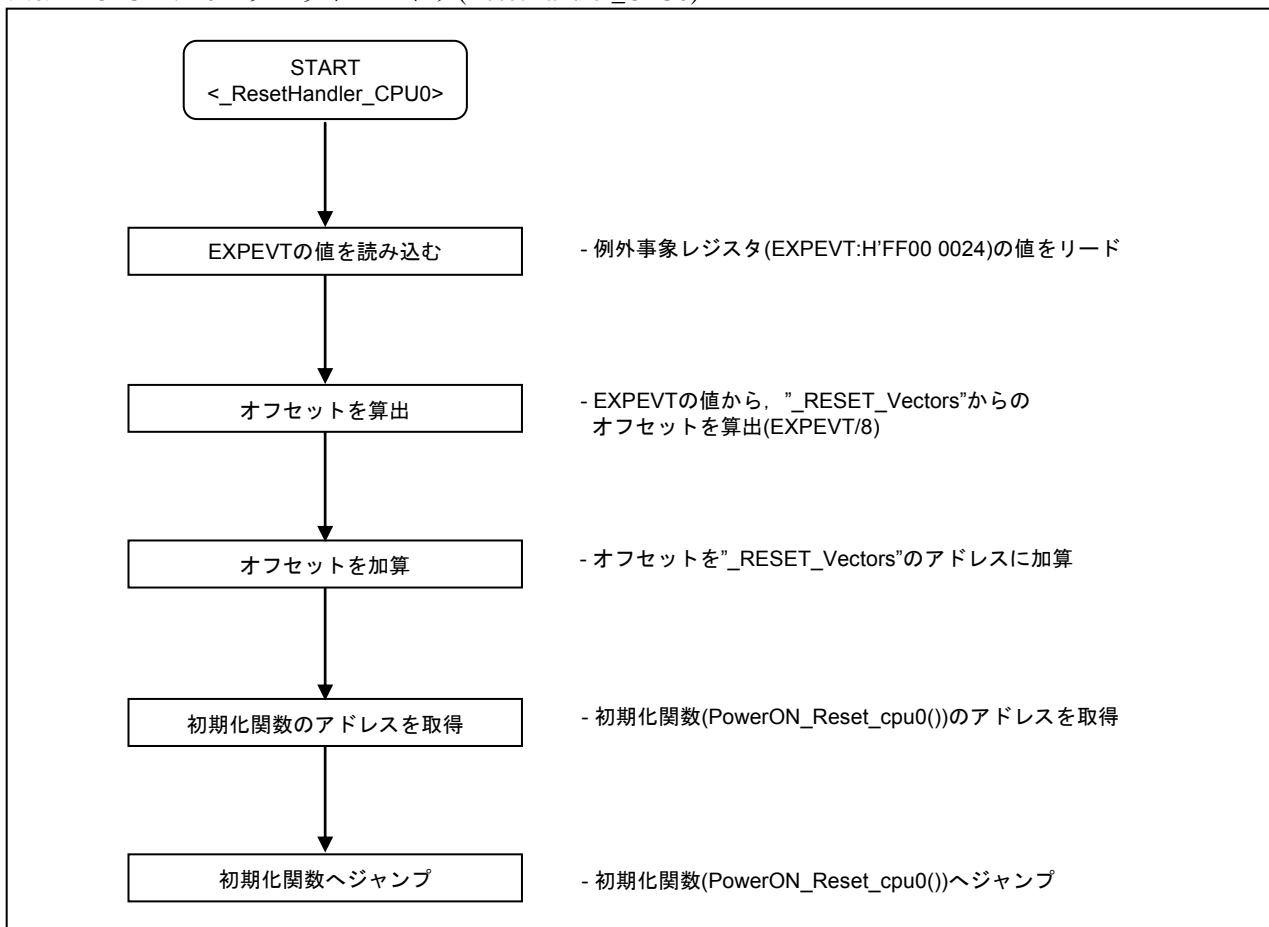 START
<_ResetHandler_CPU0>
EXPEVTの値を読み込む
- 例外事象レジスタ(EXPEVT:H'FF00 0024)の値をリード
オフセットを算出
- EXPEVTの値から，"_RESET_Vectors"からの
オフセットを算出(EXPEVT/8)
オフセットを加算
- オフセットを"_RESET_Vectors"のアドレスに加算
初期化関数のアドレスを取得
- 初期化関数(PowerON_Reset_cpu0())のアドレスを取得
初期化関数へジャンプ
- 初期化関数(PowerON_Reset_cpu0())へジャンプ